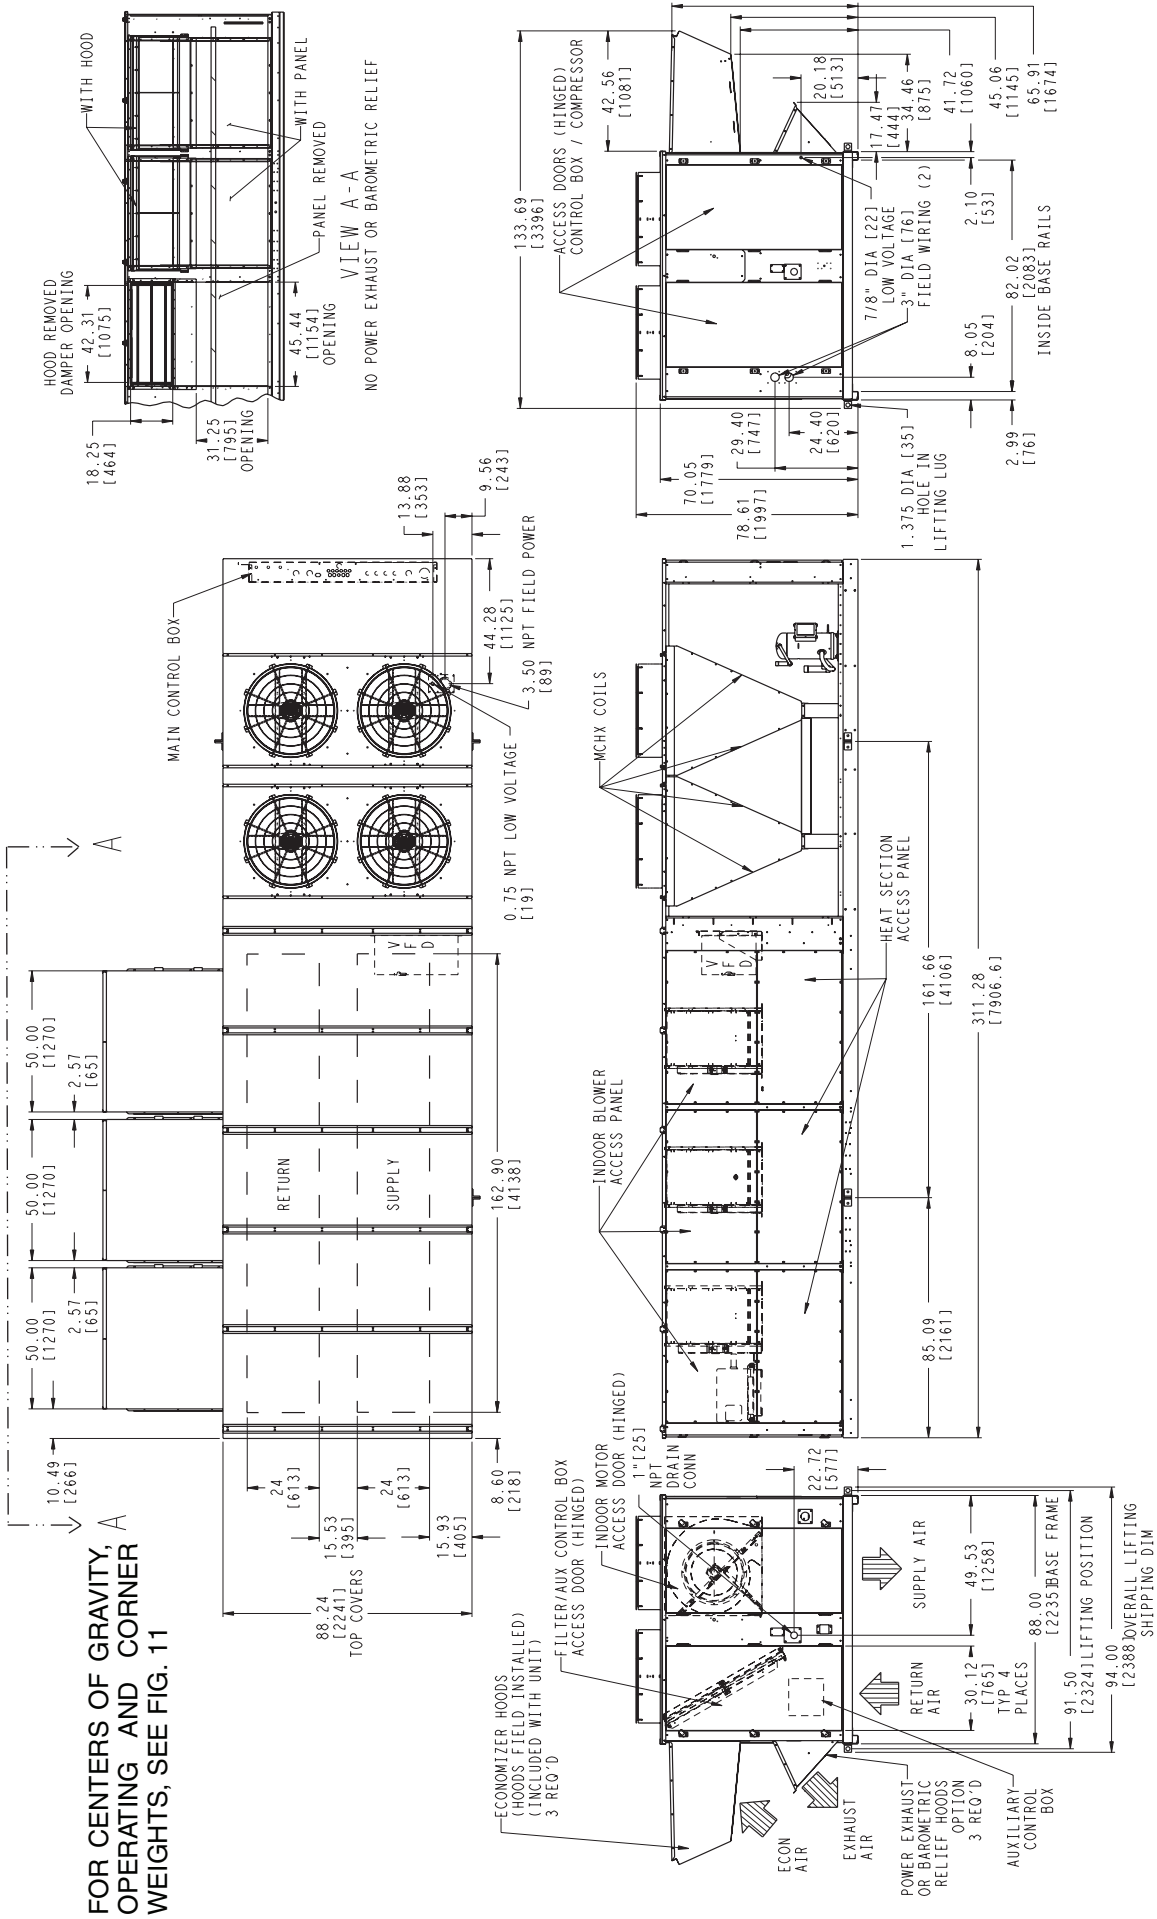 FOR CENTERS OF GRAVITY,
OPERATING AND CORNER
WEIGHTS, SEE FIG. 11
A
A
10.49
[266]
50.00
[1270]
2.57
[65]
50.00
[1270]
2.57
[65]
50.00
[1270]
MAIN CONTROL BOX
13.88
[353]
9.56
[243]
44.28
[1125]
3.50 NPT FIELD POWER
[89]
0.75 NPT LOW VOLTAGE
[19]
V
F
D
RETURN
SUPPLY
162.90
[4138]
24
[613]
24
[613]
15.53
[395]
15.93
[405]
8.60
[218]
88.24
[2241]
TOP COVERS
HOOD REMOVED
DAMPER OPENING
42.31
[1075]
18.25
[464]
31.25
[795]
OPENING
45.44
[1154]
OPENING
WITH HOOD
WITH PANEL
PANEL REMOVED
VIEW A-A
NO POWER EXHAUST OR BAROMETRIC RELIEF
ECONOMIZER HOODS
(HOODS FIELD INSTALLED)
(INCLUDED WITH UNIT)
3 REQ'D
FILTER/AUX CONTROL BOX
ACCESS DOOR (HINGED)
INDOOR MOTOR
ACCESS DOOR (HINGED)
1"[25]
NPT
DRAIN
CONN
22.72
[577]
ECON
AIR
EXHAUST
AIR
POWER EXHAUST
OR BAROMETRIC
RELIEF HOODS
OPTION
3 REQ'D
AUXILIARY
CONTROL
BOX
RETURN
AIR
SUPPLY AIR
30.12
[765]
TYP 4
PLACES
49.53
[1258]
88.00
[2235]BASE FRAME
91.50
[2324]LIFTING POSITION
94.00
[2388]OVERALL LIFTING
SHIPPING DIM
INDOOR BLOWER
ACCESS PANEL
V
F
D
MCHX COILS
HEAT SECTION
ACCESS PANEL
85.09
[2161]
161.66
[4106]
311.28
[7906.6]
133.69
[3396]
42.56
[1081]
ACCESS DOORS (HINGED)
CONTROL BOX / COMPRESSOR
78.61
[1997]
70.05
[1779]
29.40
[747]
24.40
[620]
1.375 DIA [35]
HOLE IN
LIFTING LUG
2.99
[76]
8.05
[204]
82.02
[2083]
INSIDE BASE RAILS
7/8" DIA [22]
LOW VOLTAGE
3" DIA [76]
FIELD WIRING (2)
2.10
[53]
17.47
[444]
34.46
[875]
20.18
[513]
41.72
[1060]
45.06
[1145]
65.91
[1674]